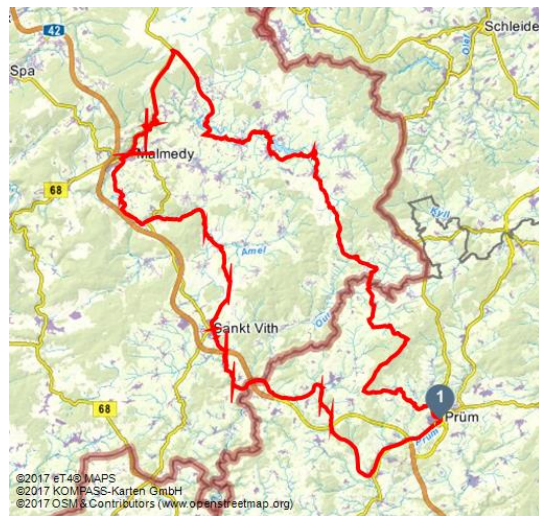 42
Schleide
Olef
Spa
Malmedy
68
Kyll
Amel
Our
Sankt Vith
1
Prüm
Prüm
68
©2017 eT4® MAPS
©2017 KOMPASS-Karten GmbH
©2017 OSM & Contributors (www.openstreetmap.org)